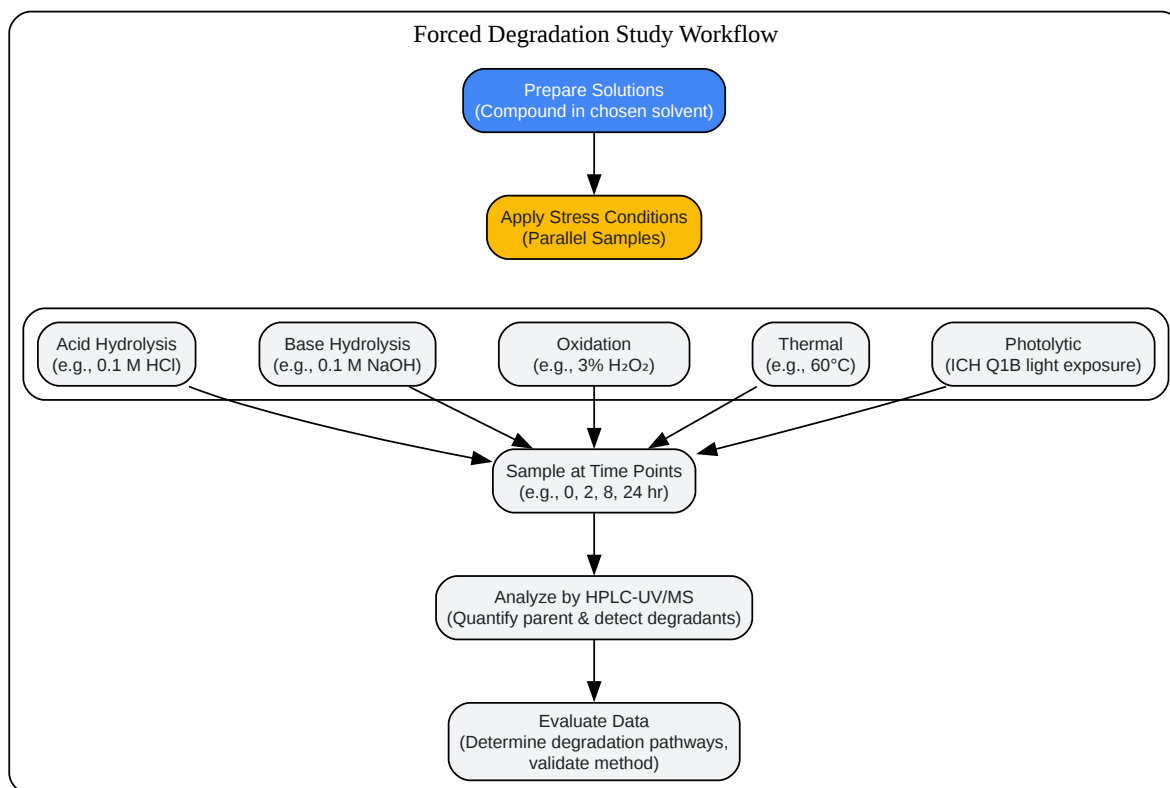 Forced Degradation Study Workflow
Prepare Solutions
(Compound in chosen solvent)
Apply Stress Conditions
(Parallel Samples)
Acid Hydrolysis
(e.g., 0.1 M HCl)
Base Hydrolysis
(e.g., 0.1 M NaOH)
Oxidation
(e.g., 3% H₂O₂)
Thermal
(e.g., 60°C)
Photolytic
(ICH Q1B light exposure)
Sample at Time Points
(e.g., 0, 2, 8, 24 hr)
Analyze by HPLC-UV/MS
(Quantify parent & detect degradants)
Evaluate Data
(Determine degradation pathways,
validate method)